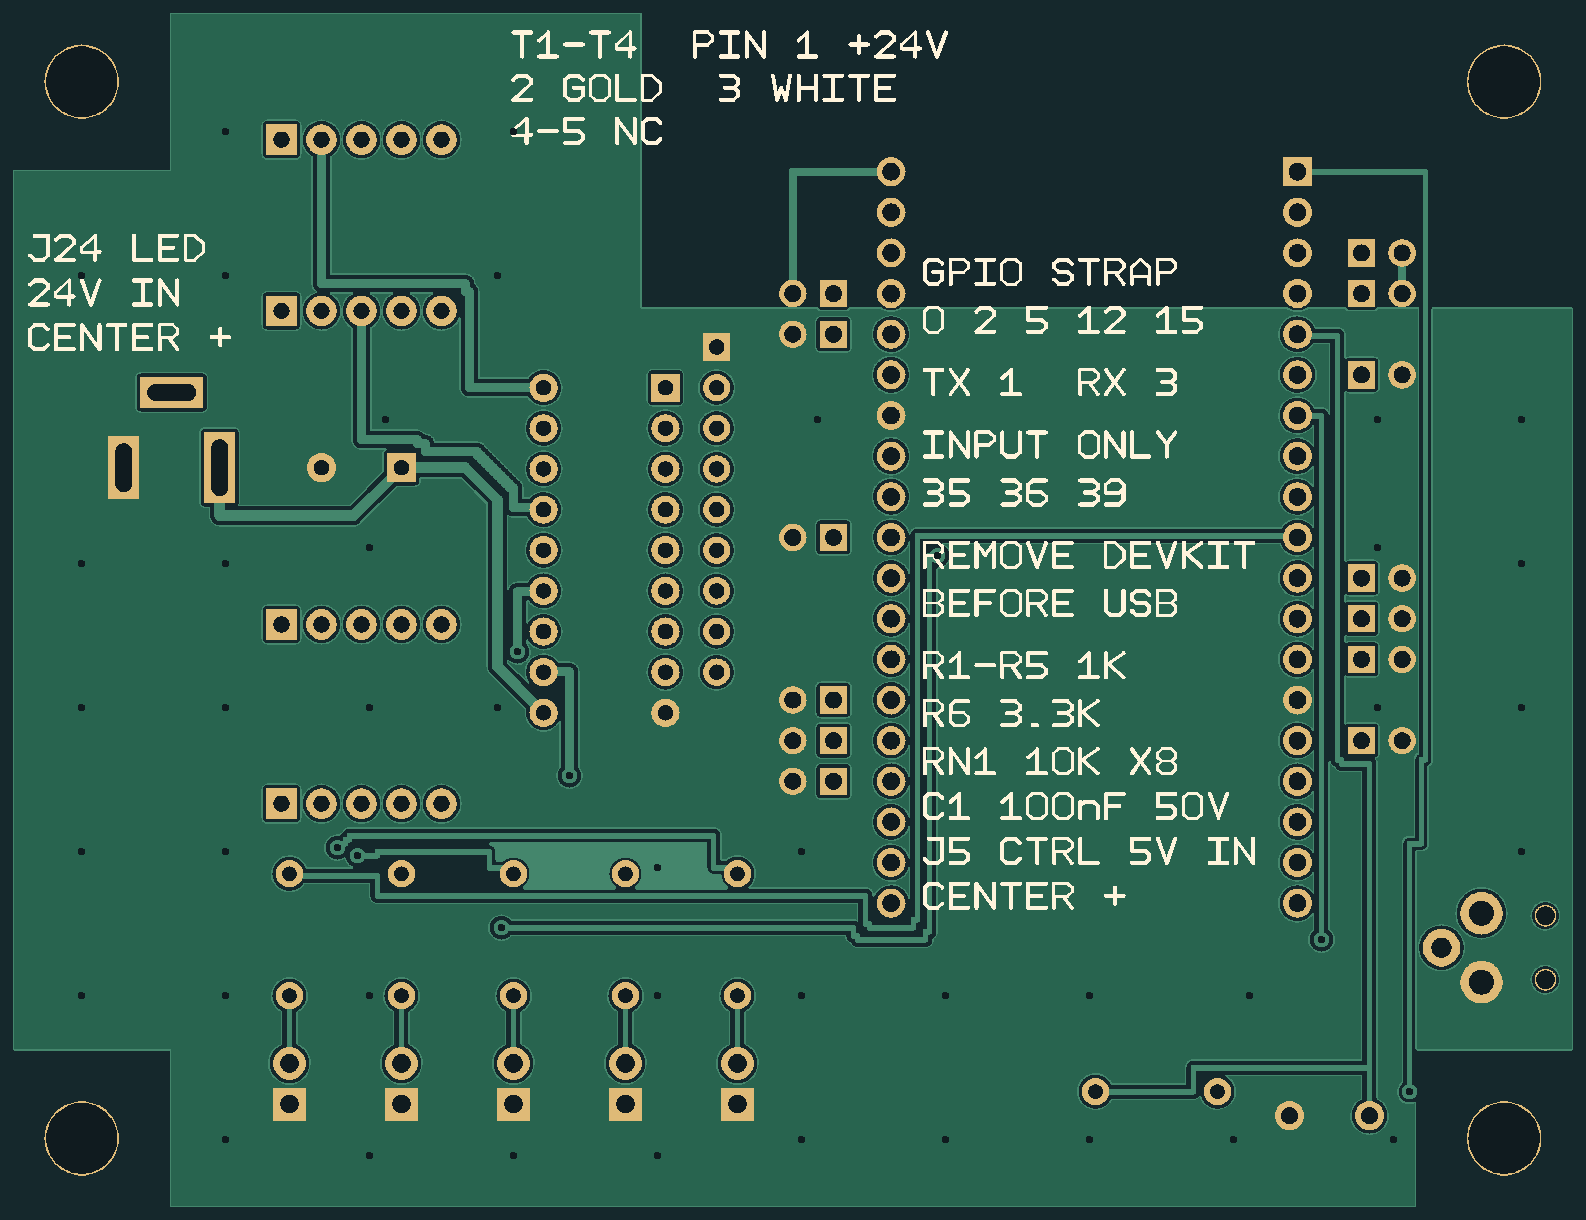 T1-T4 PIN 1 +24V
2 GOLD 3 WHITE
4-5 NC
J24 LED
24V IN
CENTER +
GPIO STRAP
0 2 5 12 15
TX 1 RX 3
INPUT ONLY
35 36 39
REMOVE DEVKIT
BEFORE USB
R1-R5 1K
R6 3.3K
RN1 10K X8
C1 100nF 50V
J5 CTRL 5V IN
CENTER +